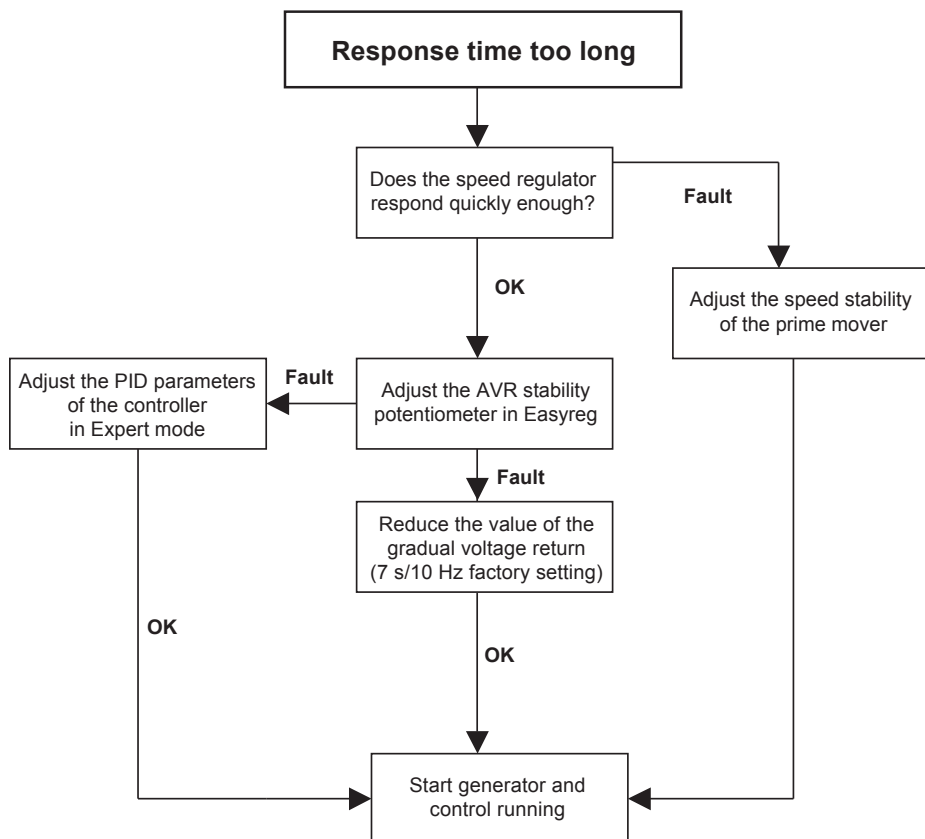 Response time too long
Does the speed regulator
respond quickly enough?
Fault
OK
Adjust the speed stability
of the prime mover
Adjust the PID parameters
of the controller
in Expert mode
Fault
Adjust the AVR stability
potentiometer in Easyreg
Fault
Reduce the value of the
gradual voltage return
(7 s/10 Hz factory setting)
OK
OK
Start generator and
control running